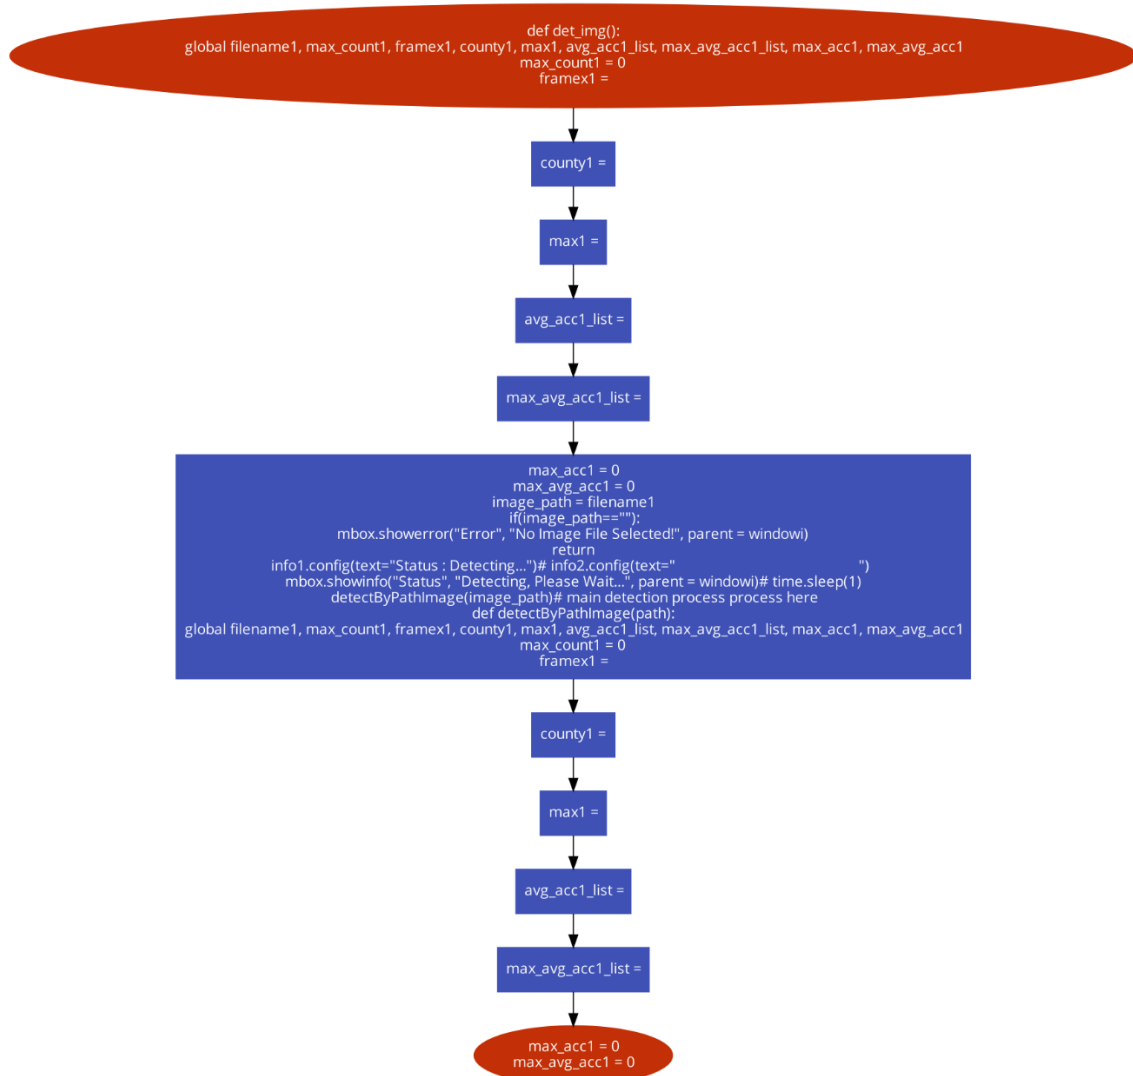 def det_img():
global filename1, max_count1, framex1, county1, max1, avg_acc1_list, max_avg_acc1_list, max_acc1, max_avg_acc1
max_count1 = 0
framex1 =
county1 =
max1 =
avg_acc1_list =
max_avg_acc1_list =
max_acc1 = 0
max_avg_acc1 = 0
image_path = filename1
if(image_path==""):
mbox.showerror("Error", "No Image File Selected!", parent = windowi)
return
info1.config(text="Status : Detecting...")# info2.config(text="                                                  ")
mbox.showinfo("Status", "Detecting, Please Wait...", parent = windowi)# time.sleep(1)
detectByPathImage(image_path)# main detection process process here
def detectByPathImage(path):
global filename1, max_count1, framex1, county1, max1, avg_acc1_list, max_avg_acc1_list, max_acc1, max_avg_acc1
max_count1 = 0
framex1 =
county1 =
max1 =
avg_acc1_list =
max_avg_acc1_list =
max_acc1 = 0
max_avg_acc1 = 0